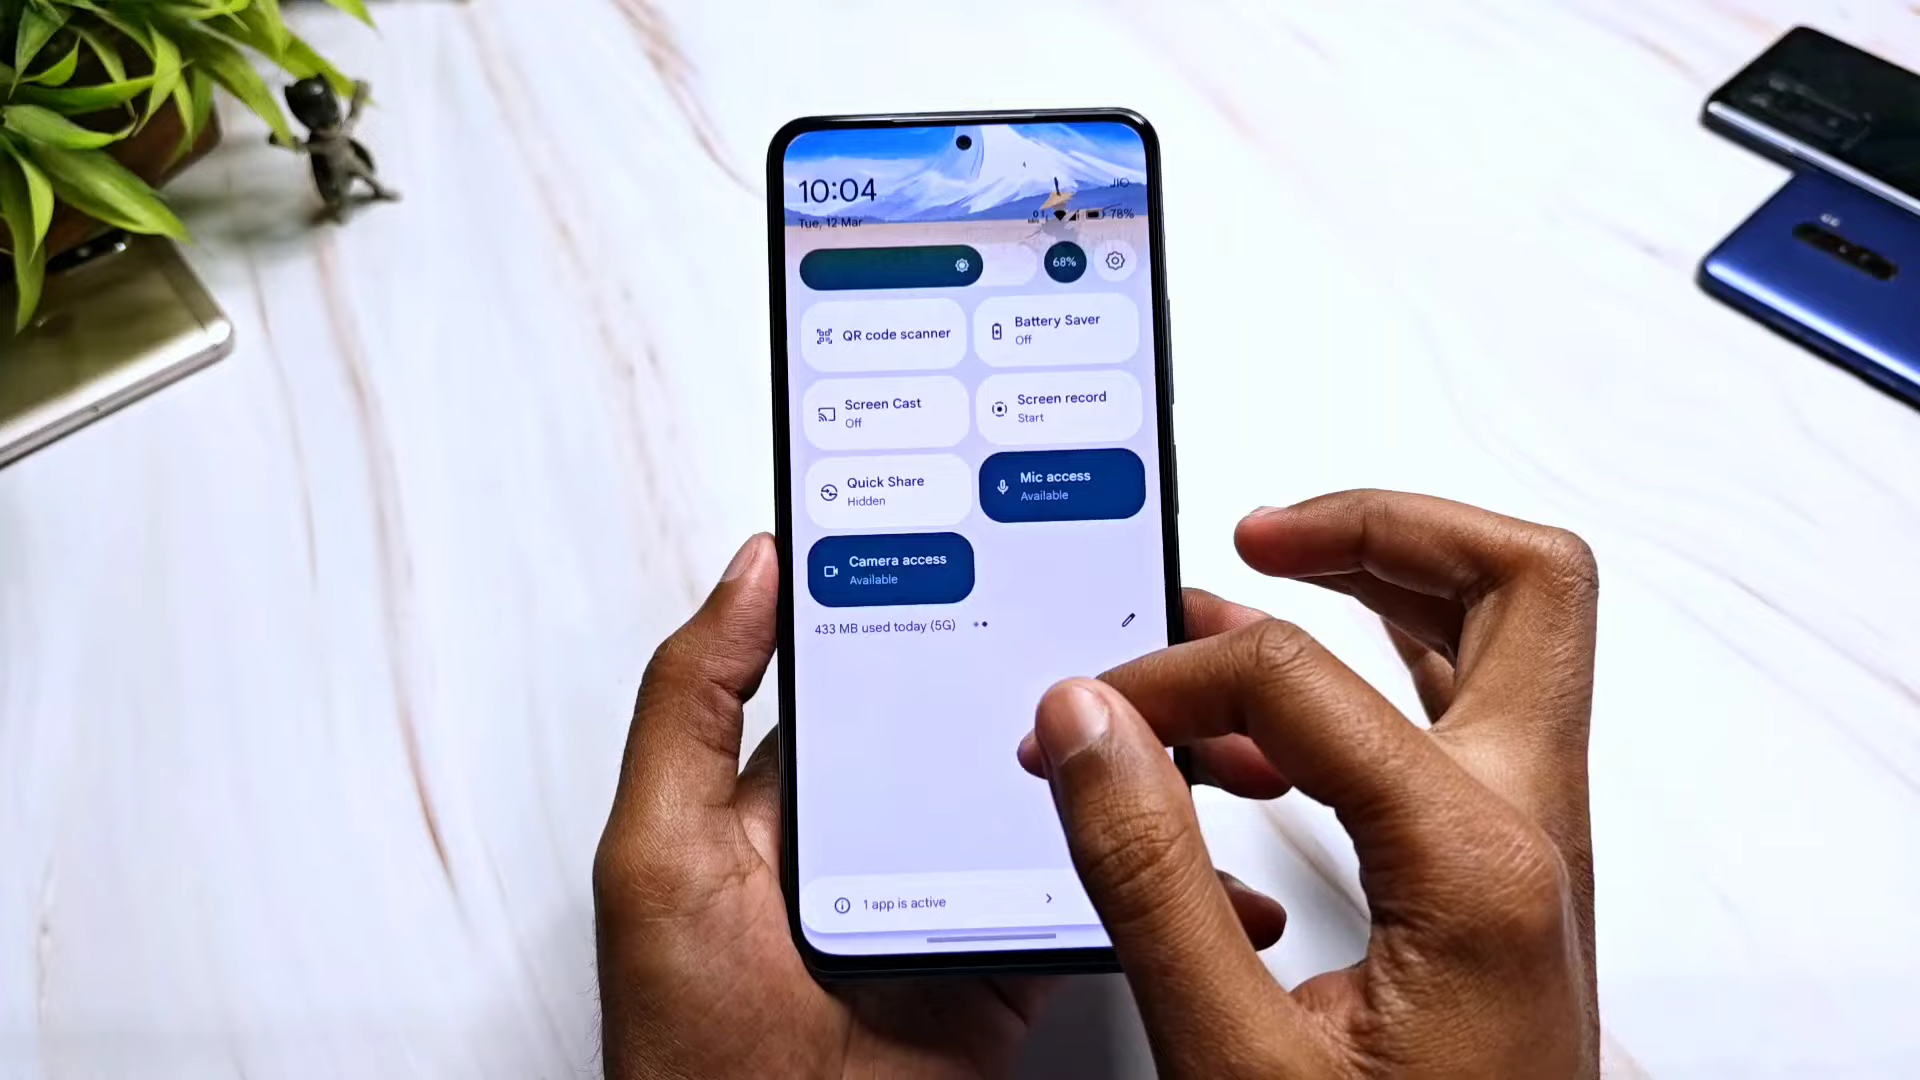 10:04
JIO
Tue, 12 Mar
78%
68%
QR code scanner
Battery Saver
Off
Screen Cast
Off
Screen record
Start
Quick Share
Hidden
Mic access
Available
Camera access
Available
433 MB used today (5G)
1 app is active